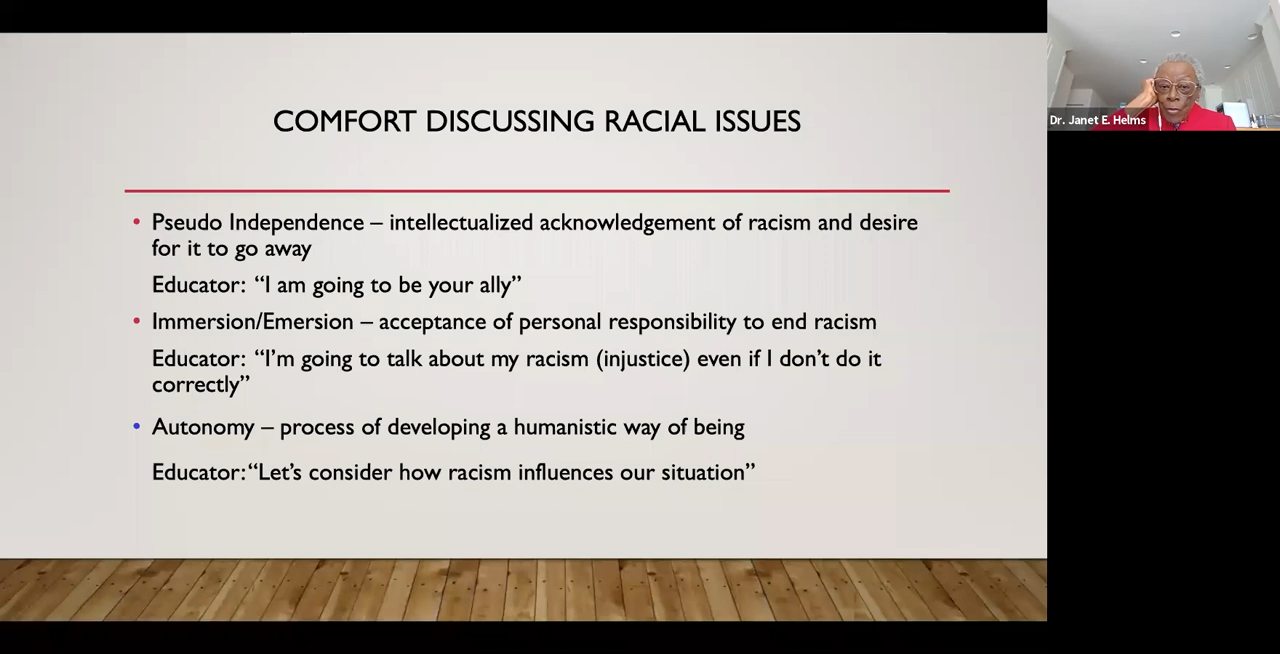 COMFORT DISCUSSING RACIAL ISSUES
• Pseudo Independence – intellectualized acknowledgement of racism and desire
for it to go away
Educator: “I am going to be your ally”
• Immersion/Emersion – acceptance of personal responsibility to end racism
Educator: “I’m going to talk about my racism (injustice) even if I don’t do it
correctly”
• Autonomy – process of developing a humanistic way of being
Educator:“Let’s consider how racism influences our situation”
Dr. Janet E. Helms